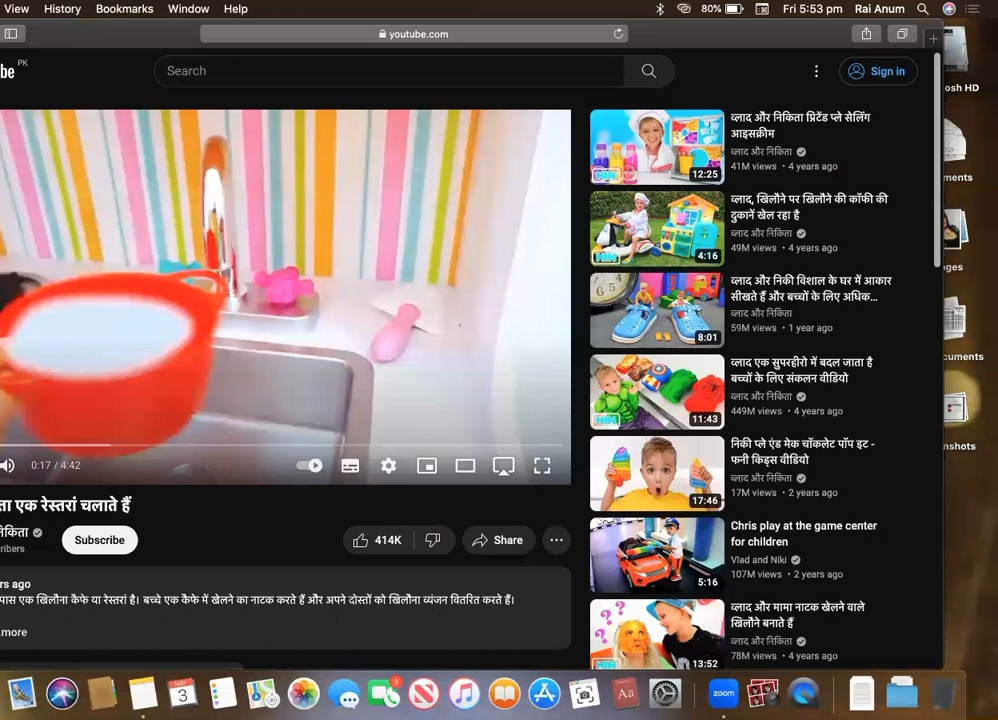 View History Bookmarks Window Help 80% Fri 5:53 pm Rai Anum
youtube.com
be PK
Search
Sign in
osh HD
ments
ges
cuments
nshots
0:17 / 4:42
ता एक रेस्तरां चलाते हैं
निकिता
ribers
Subscribe
414K
Share
rs ago
पास एक खिलौना कैफे या रेस्तरां है। बच्चे एक कैफे में खेलने का नाटक करते हैं और अपने दोस्तों को खिलौना व्यंजन वितरित करते हैं।
.more
12:25
व्लाद और निकिता प्रिटेंड प्ले सेलिंग
आइसक्रीम
व्लाद और निकिता
41M views • 4 years ago
4:16
व्लाद, खिलौने पर खिलौने की कॉफी की
दुकानें खेल रहा है
व्लाद और निकिता
49M views • 4 years ago
8:01
व्लाद और निकी विशाल के घर में आकार
सीखते हैं और बच्चों के लिए अधिक...
व्लाद और निकिता
59M views • 1 year ago
11:43
व्लाद एक सुपरहीरो में बदल जाता है
बच्चों के लिए संकलन वीडियो
व्लाद और निकिता
449M views • 4 years ago
17:46
निकी प्ले एंड मेक चॉकलेट पॉप इट -
फनी किड्स वीडियो
व्लाद और निकिता
17M views • 2 years ago
5:16
Chris play at the game center
for children
Vlad and Niki
107M views • 2 years ago
13:52
व्लाद और मामा नाटक खेलने वाले
खिलौने बनाते हैं
व्लाद और निकिता
78M views • 4 years ago
MAY
3
3
Aa
zoom